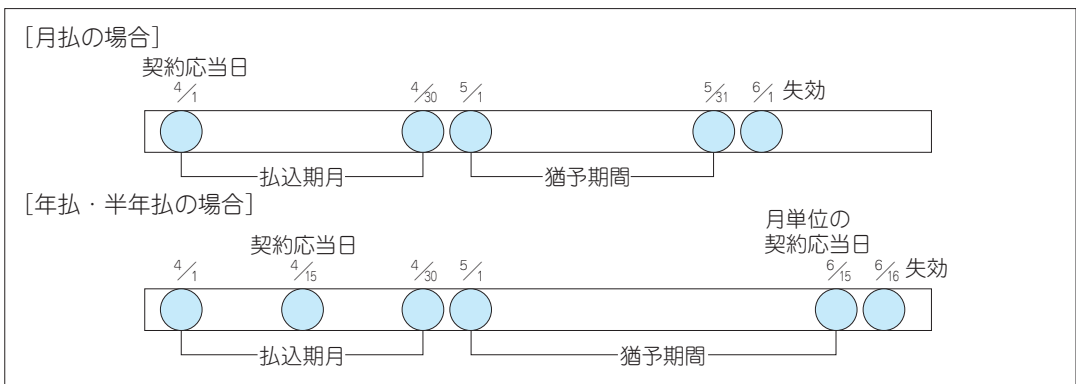 [月払の場合]
契約応当日
4/1 4/30 5/1 5/31 6/1 失効
払込期月 猶予期間
[年払・半年払の場合]
月単位の
契約応当日 契約応当日
4/1 4/15 4/30 5/1 6/15 6/16 失効
払込期月 猶予期間